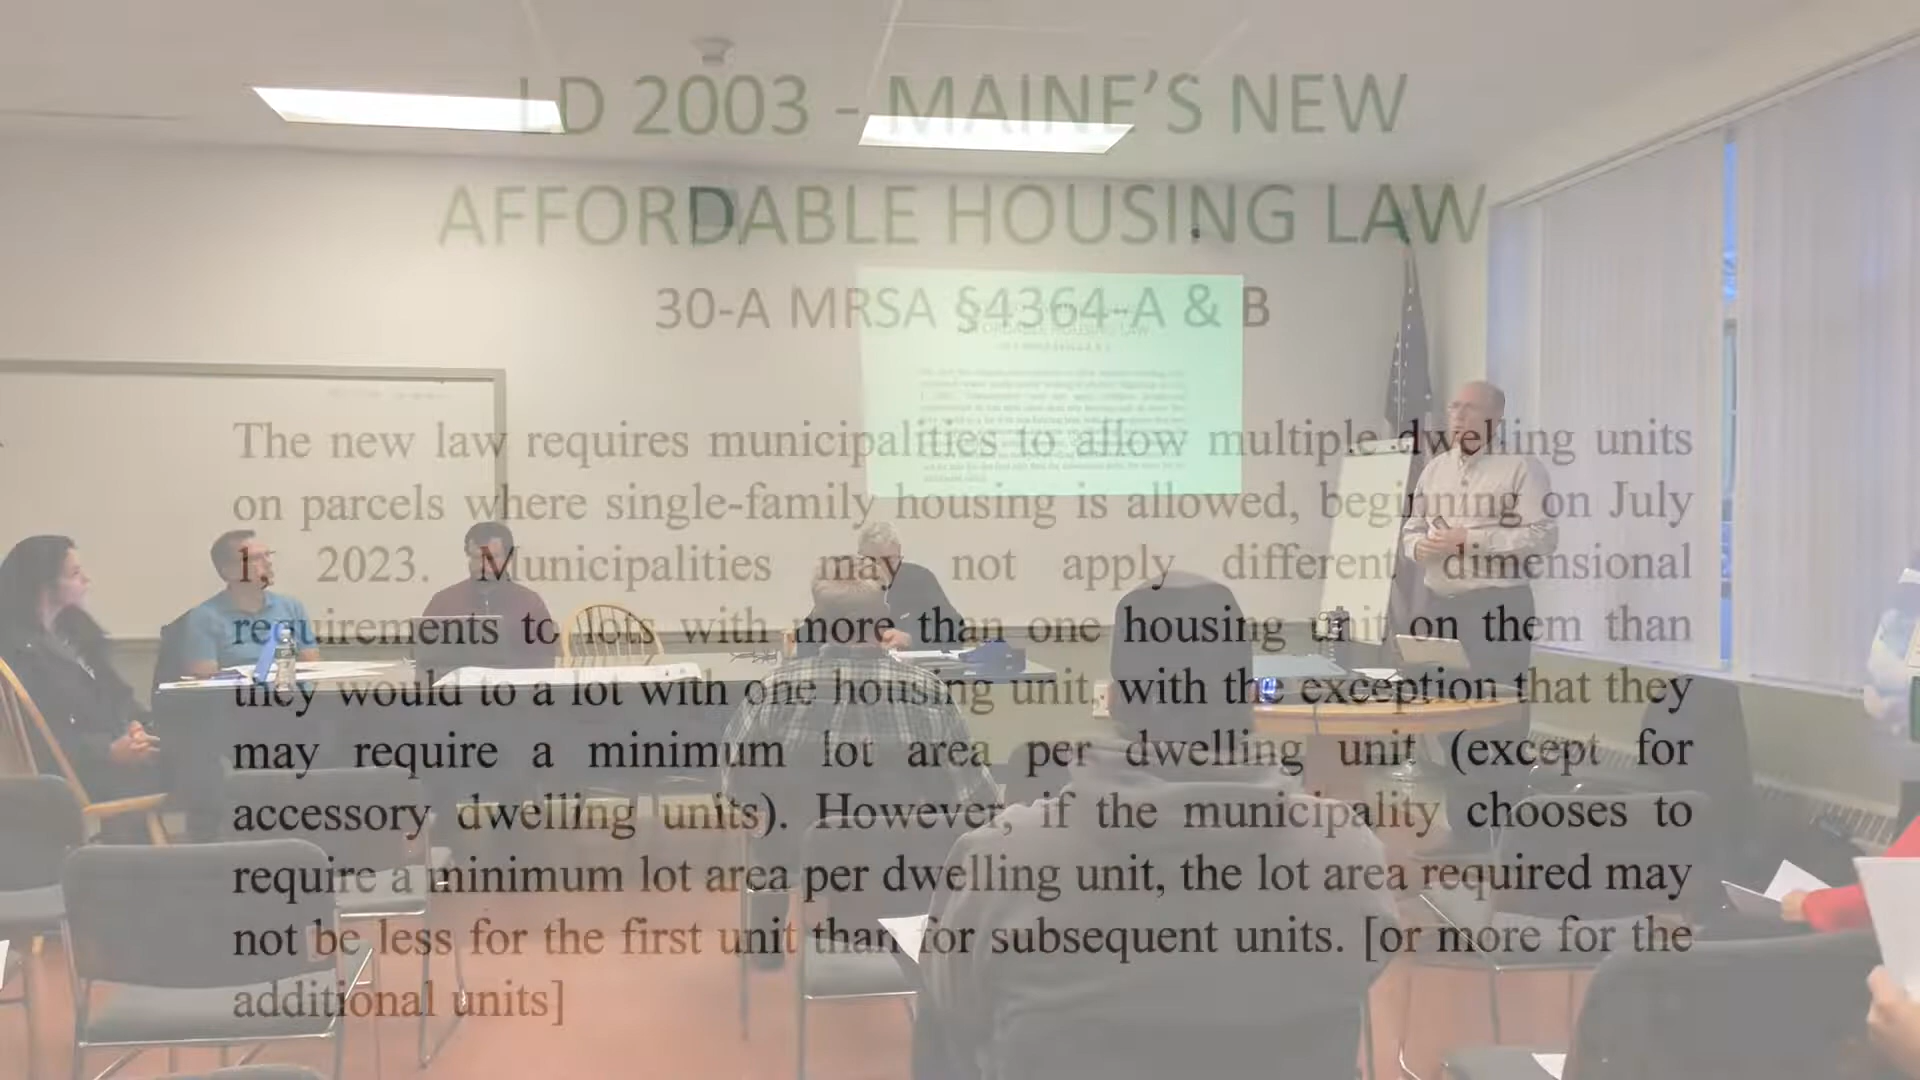 LD 2003 - MAINE'S NEW
AFFORDABLE HOUSING LAW
30-A MRSA §4364-A & B
The new law requires municipalities to allow multiple dwelling units
on parcels where single-family housing is allowed, beginning on July
1, 2023. Municipalities may not apply different dimensional
requirements to lots with more than one housing unit on them than
they would to a lot with one housing unit, with the exception that they
may require a minimum lot area per dwelling unit (except for
accessory dwelling units). However, if the municipality chooses to
require a minimum lot area per dwelling unit, the lot area required may
not be less for the first unit than for subsequent units. [or more for the
additional units]